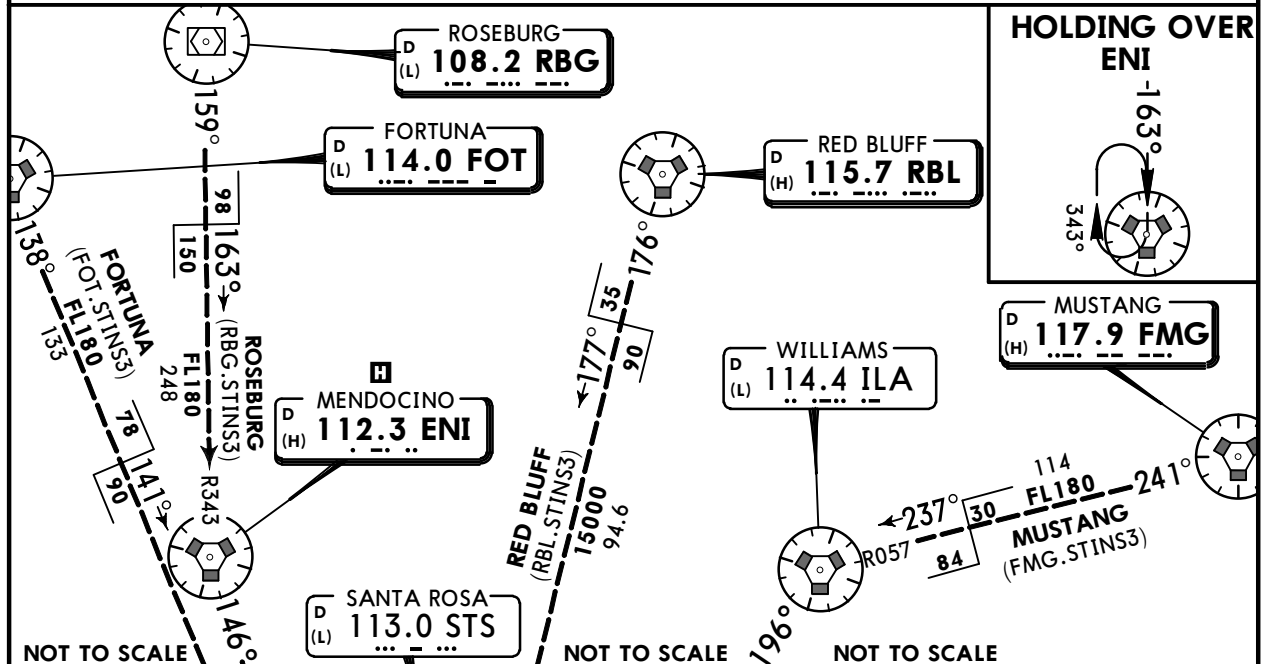 ROSEBURG
D
(L) 108.2 RBG
HOLDING OVER
ENI
163°
343°
159°
FORTUNA
D
(L) 114.0 FOT
RED BLUFF
D
(H) 115.7 RBL
98
150
163°
ROSEBURG
(RBG.STINS3)
FL180
248
R343
138°
FORTUNA
(FOT.STINS3)
FL180
133
78
90
141°
H
MENDOCINO
D
(H) 112.3 ENI
146°
176°
35
90
177°
RED BLUFF
(RBL.STINS3)
15000
94.6
WILLIAMS
D
(L) 114.4 ILA
MUSTANG
D
(H) 117.9 FMG
241°
114
FL180
MUSTANG
(FMG.STINS3)
30
84
237°
R057
196°
SANTA ROSA
D
(L) 113.0 STS
NOT TO SCALE
NOT TO SCALE
NOT TO SCALE